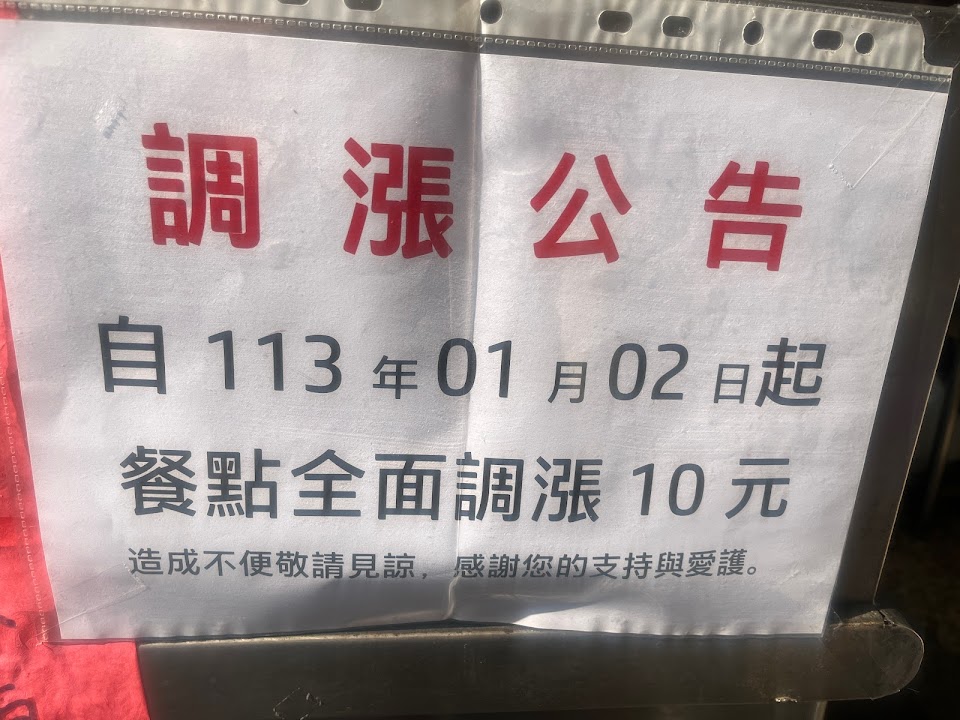 調漲公告
自 113 年 01 月 02 日起
餐點全面調漲 10 元
造成不便敬請見諒，感謝您的支持與愛護。